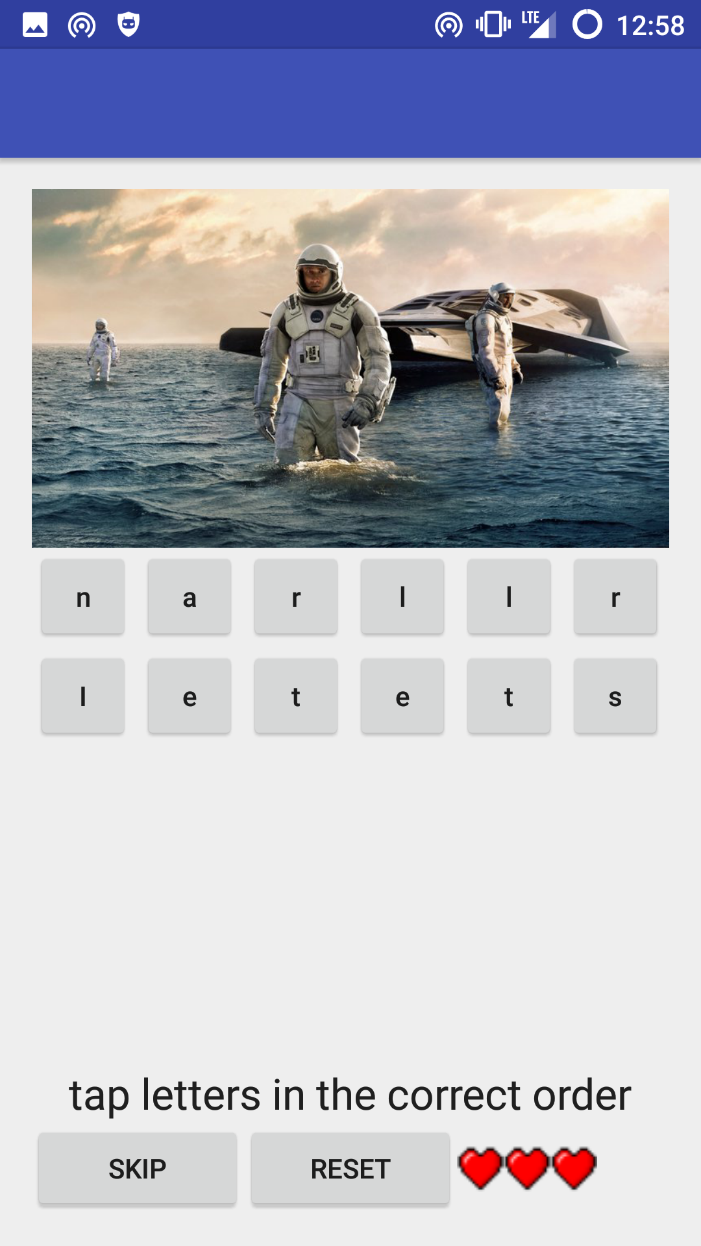 LTE 12:58
n a r l l r
l e t e t s
tap letters in the correct order
SKIP RESET